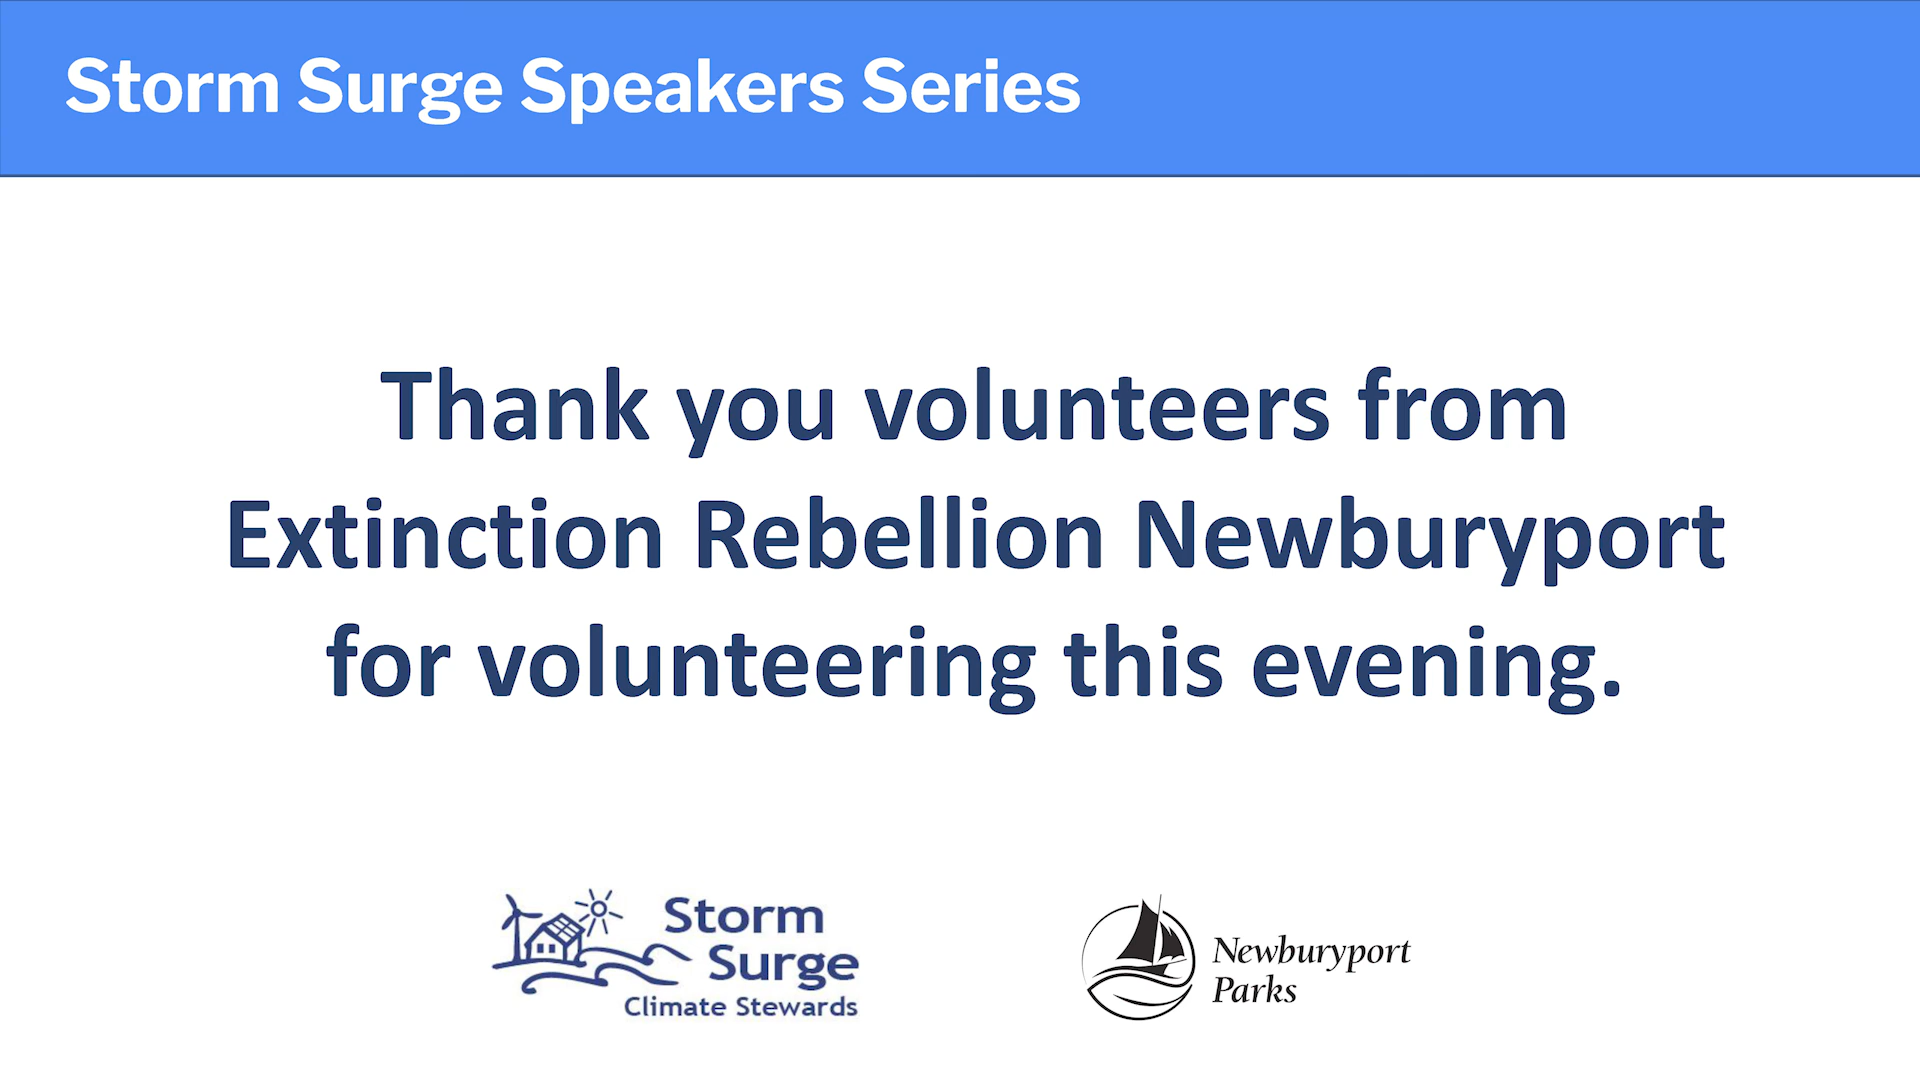 Storm Surge Speakers Series
Thank you volunteers from
Extinction Rebellion Newburyport
for volunteering this evening.
Storm
Surge
Climate Stewards
Newburyport
Parks